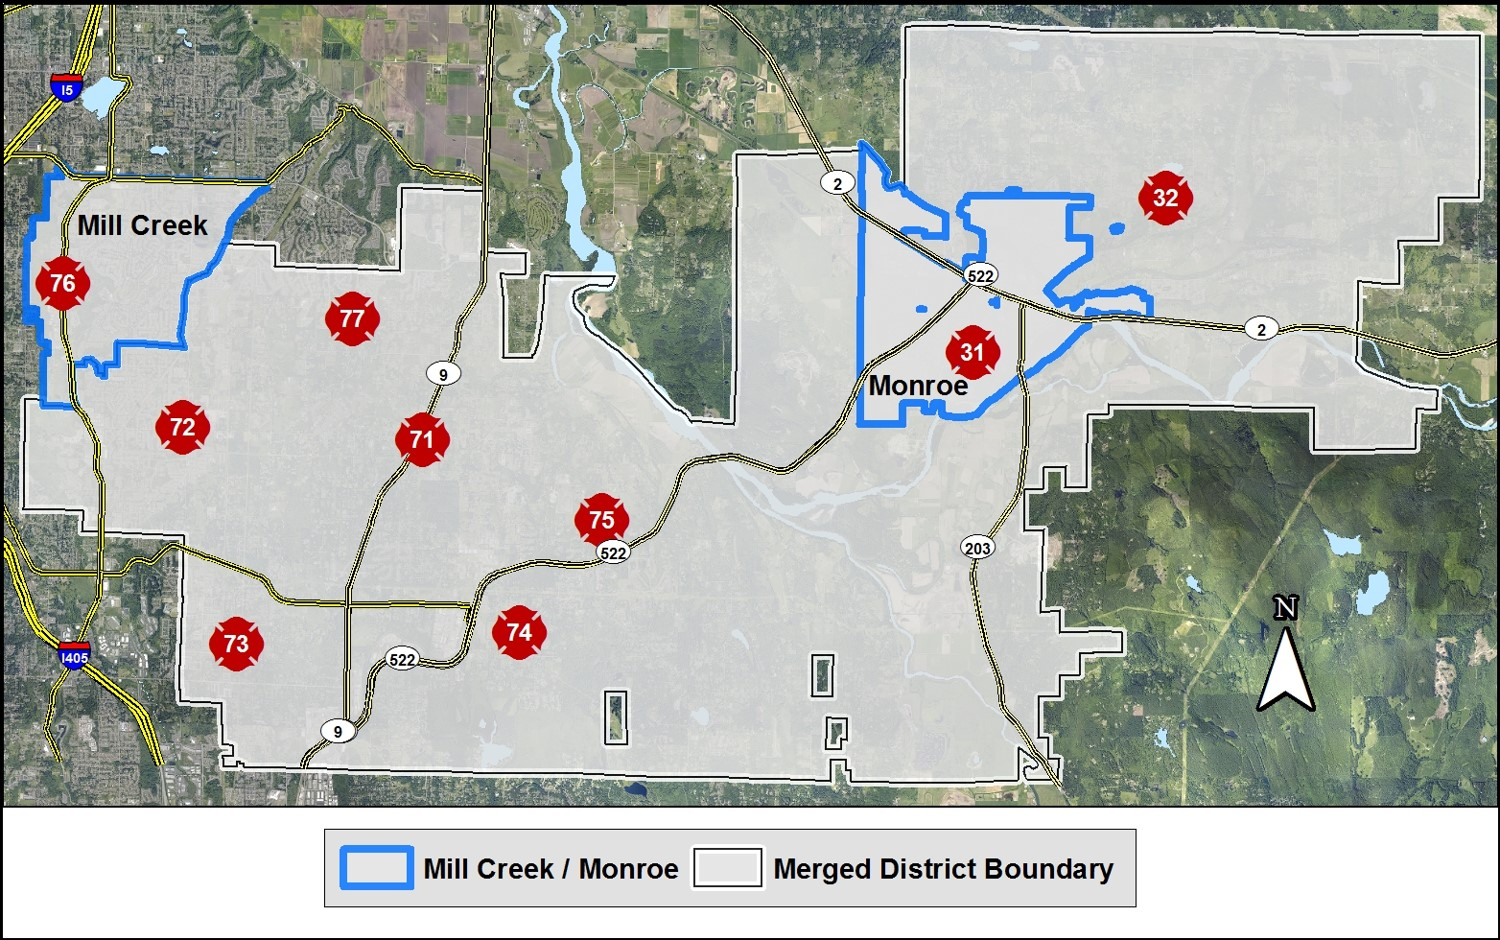 I5
2
32
Mill Creek
522
76
77
2
31
9
Monroe
72
71
75
203
522
N
73
74
I405
522
9
Mill Creek / Monroe
Merged District Boundary